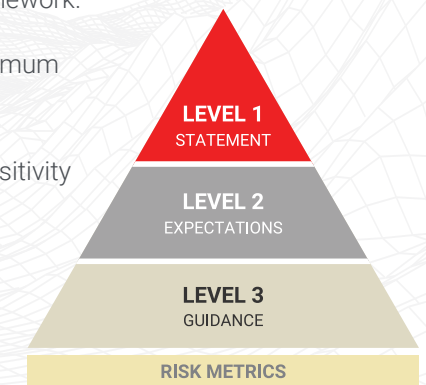 ework.
mum
sitivity
LEVEL 1
STATEMENT
LEVEL 2
EXPECTATIONS
LEVEL 3
GUIDANCE
RISK METRICS